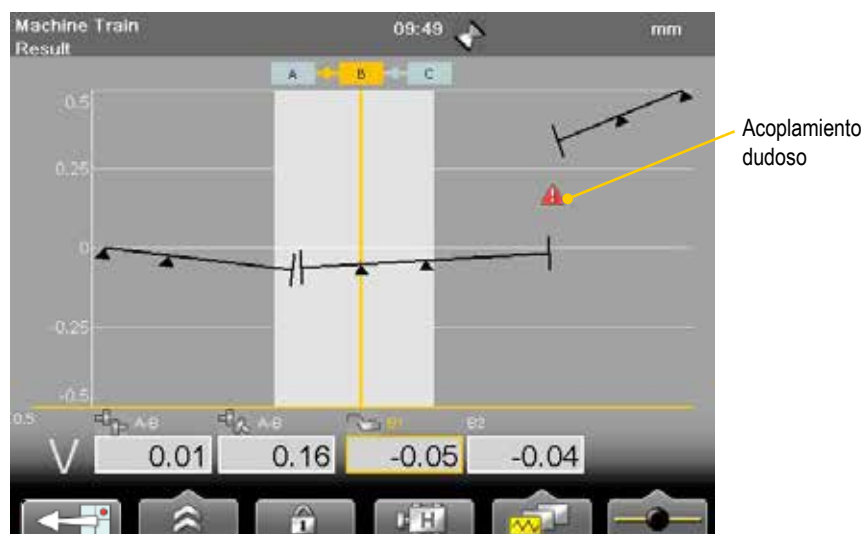 Machine Train
Result
09:49
mm
A B C
0.5
0.25
0
-0.25
-0.5
0.5
A-B
A-B
B1
B2
V
0.01
0.16
-0.05
-0.04
1
H
Acoplamiento
dudoso